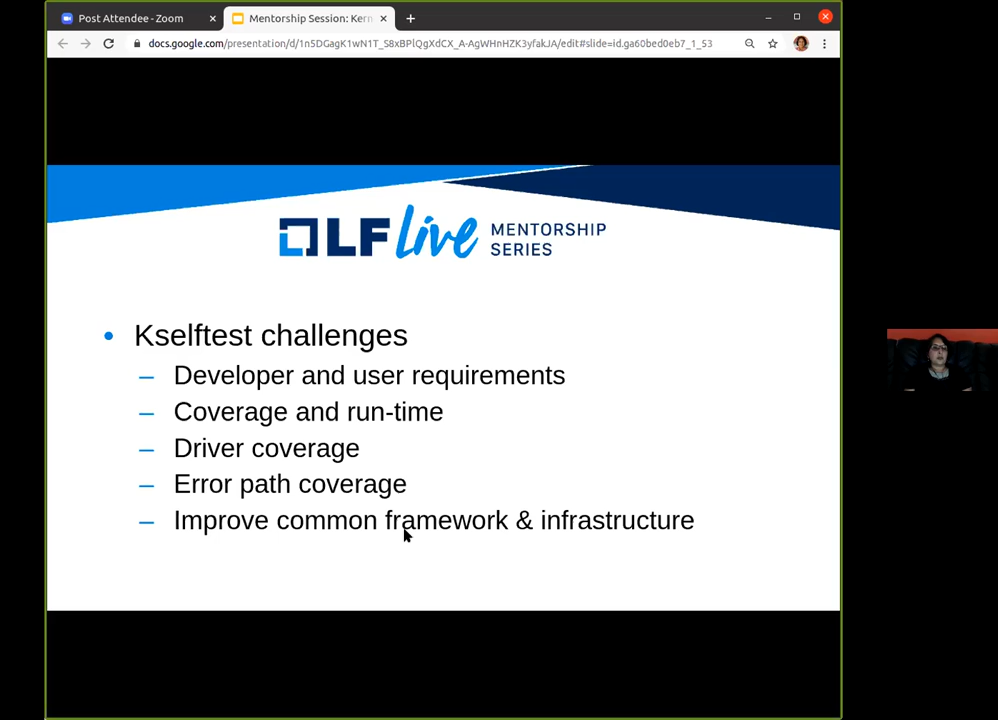 Post Attendee - Zoom
Mentorship Session: Kern
docs.google.com/presentation/d/1n5DGagK1wN1T_S8xBPlQgXdCX_A-AgWHnHZK3yfakJA/edit#slide=id.ga60bed0eb7_1_53
LF live MENTORSHIP
SERIES
• Kselftest challenges
– Developer and user requirements
– Coverage and run-time
– Driver coverage
– Error path coverage
– Improve common framework & infrastructure